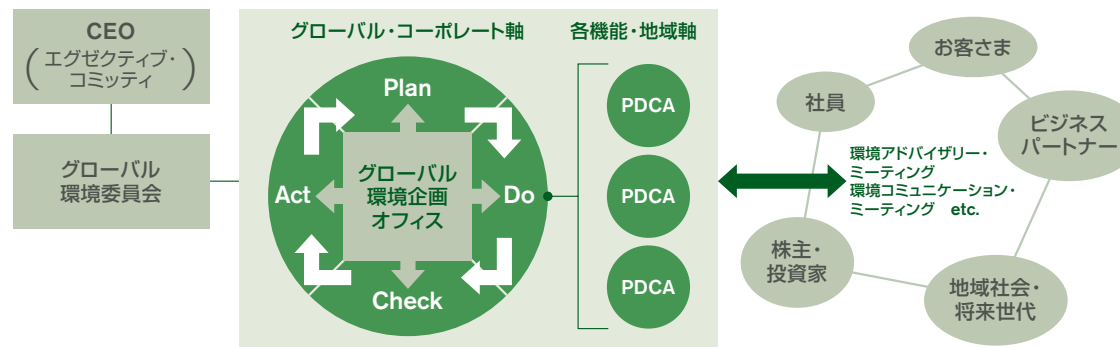 CEO
(エグゼクティブ・
コミッティ)
グローバル
環境委員会
グローバル・コーポレート軸
Plan
Do
Check
Act
グローバル
環境企画
オフィス
各機能・地域軸
PDCA
PDCA
PDCA
環境アドバイザリー・
ミーティング
環境コミュニケーション・
ミーティング etc.
お客さま
社員
ビジネス
パートナー
株主・
投資家
地域社会・
将来世代